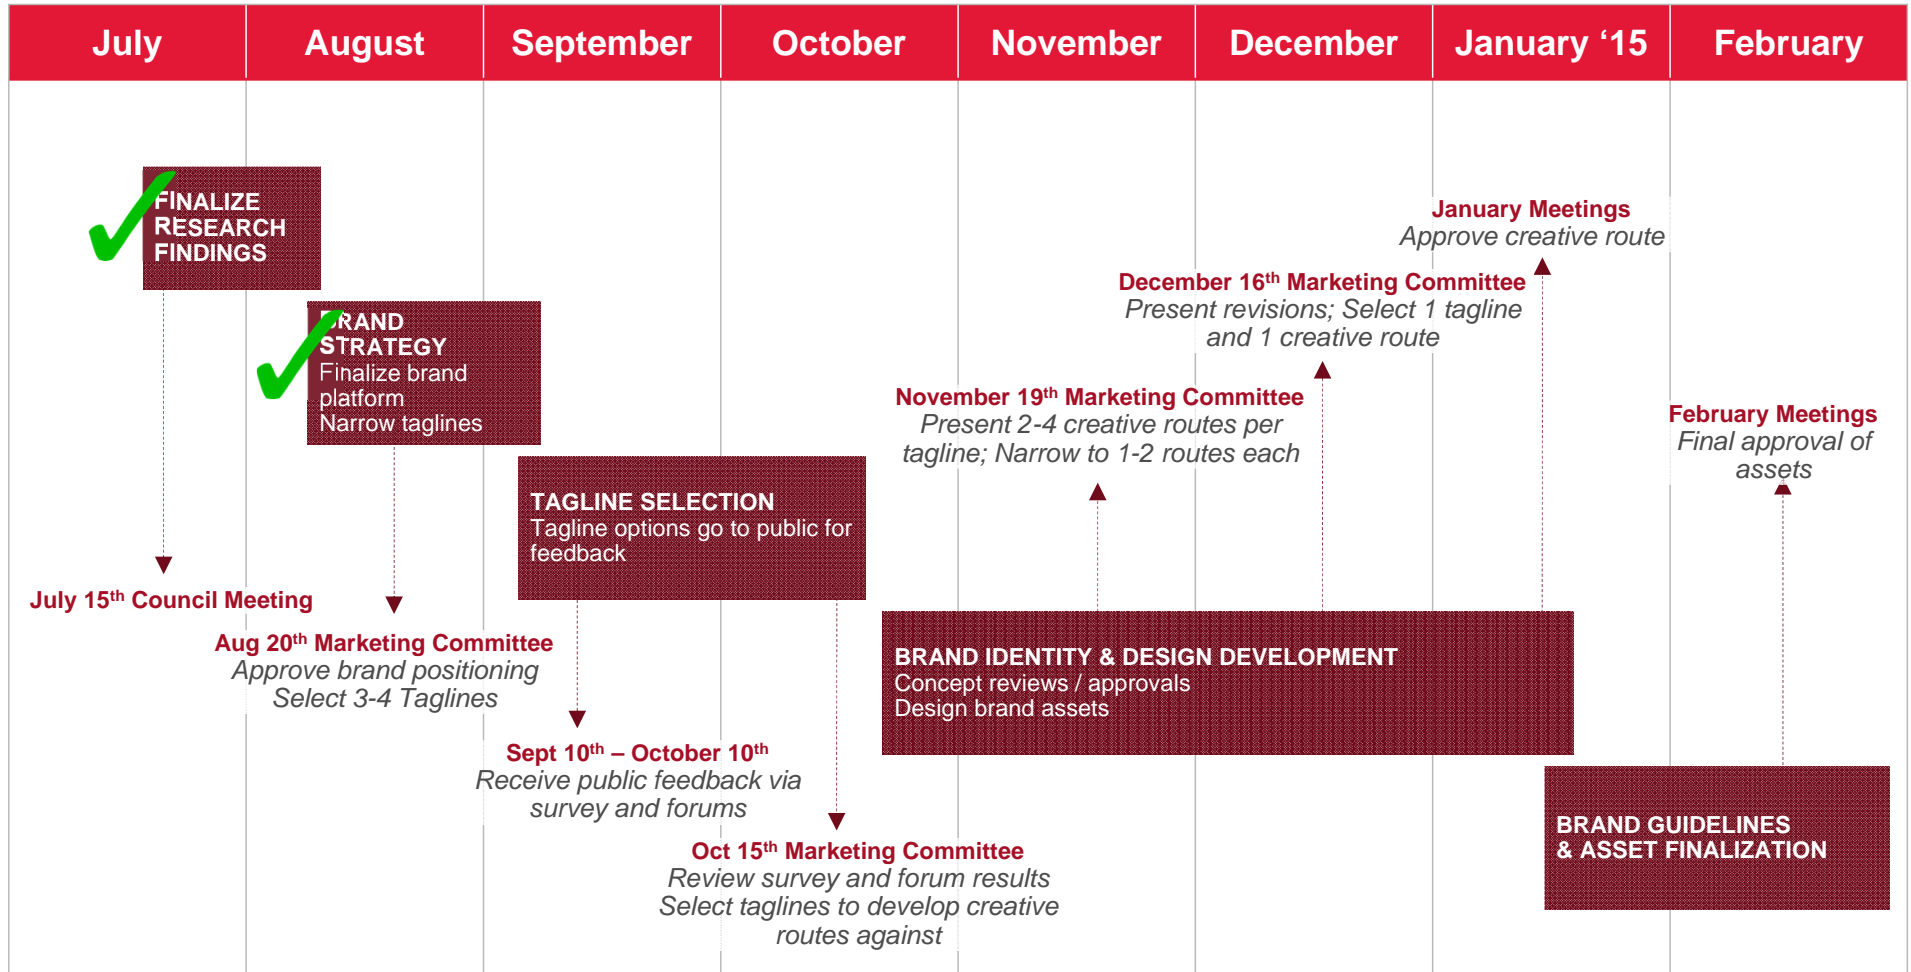 July August September October November December January ‘15 February
FINALIZE
RESEARCH
FINDINGS
July 15th Council Meeting
BRAND
STRATEGY
Finalize brand
platform
Narrow taglines
Aug 20th Marketing Committee
Approve brand positioning
Select 3-4 Taglines
TAGLINE SELECTION
Tagline options go to public for
feedback
Sept 10th – October 10th
Receive public feedback via
survey and forums
Oct 15th Marketing Committee
Review survey and forum results
Select taglines to develop creative
routes against
November 19th Marketing Committee
Present 2-4 creative routes per
tagline; Narrow to 1-2 routes each
December 16th Marketing Committee
Present revisions; Select 1 tagline
and 1 creative route
January Meetings
Approve creative route
BRAND IDENTITY & DESIGN DEVELOPMENT
Concept reviews / approvals
Design brand assets
February Meetings
Final approval of
assets
BRAND GUIDELINES
& ASSET FINALIZATION